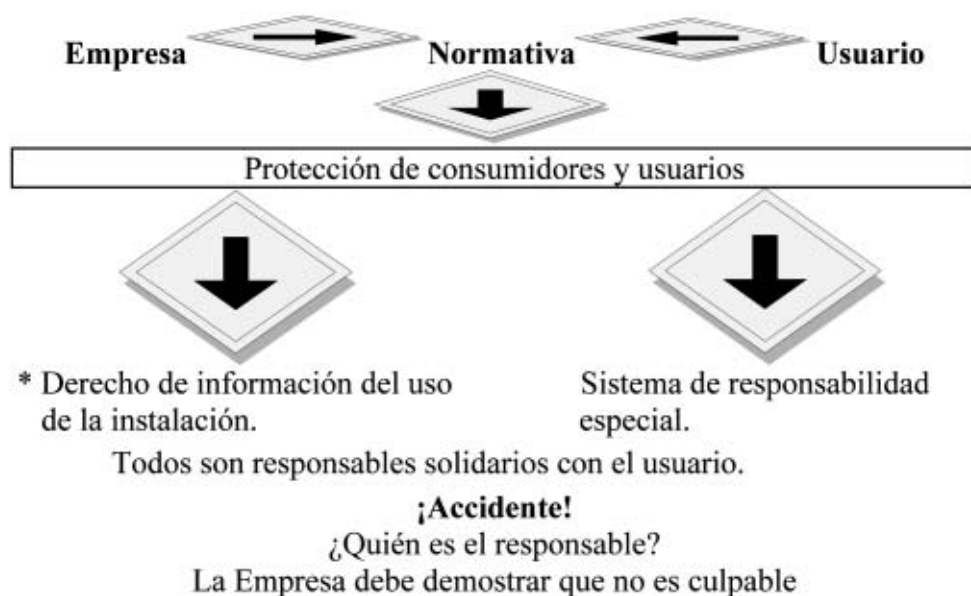 Empresa Normativa Usuario
Protección de consumidores y usuarios
* Derecho de información del uso
de la instalación.
Sistema de responsabilidad
especial.
Todos son responsables solidarios con el usuario.
¡Accidente!
¿Quién es el responsable?
La Empresa debe demostrar que no es culpable